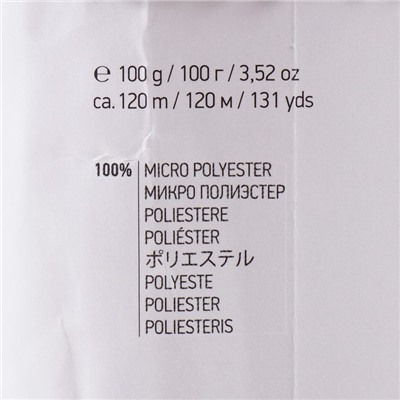 ℮ 100 g / 100 г / 3,52 oz
ca. 120 m / 120 м / 131 yds
100% MICRO POLYESTER
МИКРО ПОЛИЭСТЕР
POLIESTERE
POLIÉSTER
ポリエステル
POLYESTE
POLIESTER
POLIESTERIS